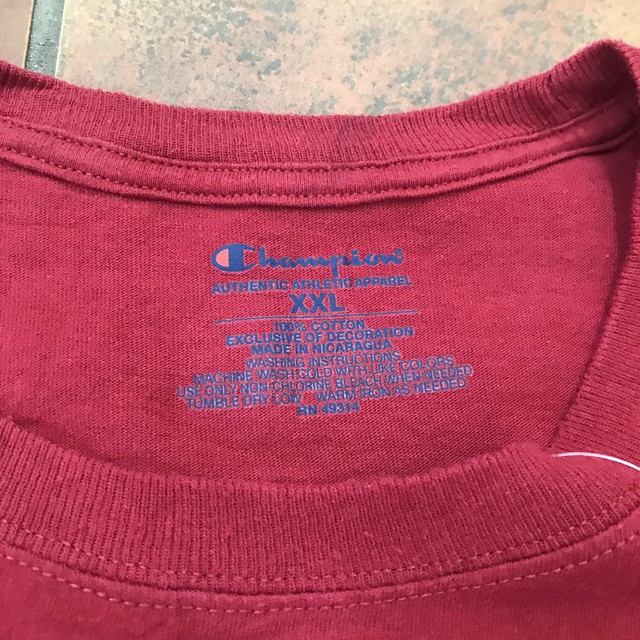 Champion
AUTHENTIC ATHLETIC APPAREL
XXL
100% COTTON
EXCLUSIVE OF DECORATION
MADE IN NICARAGUA
WASHING INSTRUCTIONS
MACHINE WASH COLD WITH LIKE COLORS
USE ONLY NON-CHLORINE BLEACH WHEN NEEDED
TUMBLE DRY LOW WARM IRON AS NEEDED
RN 49314